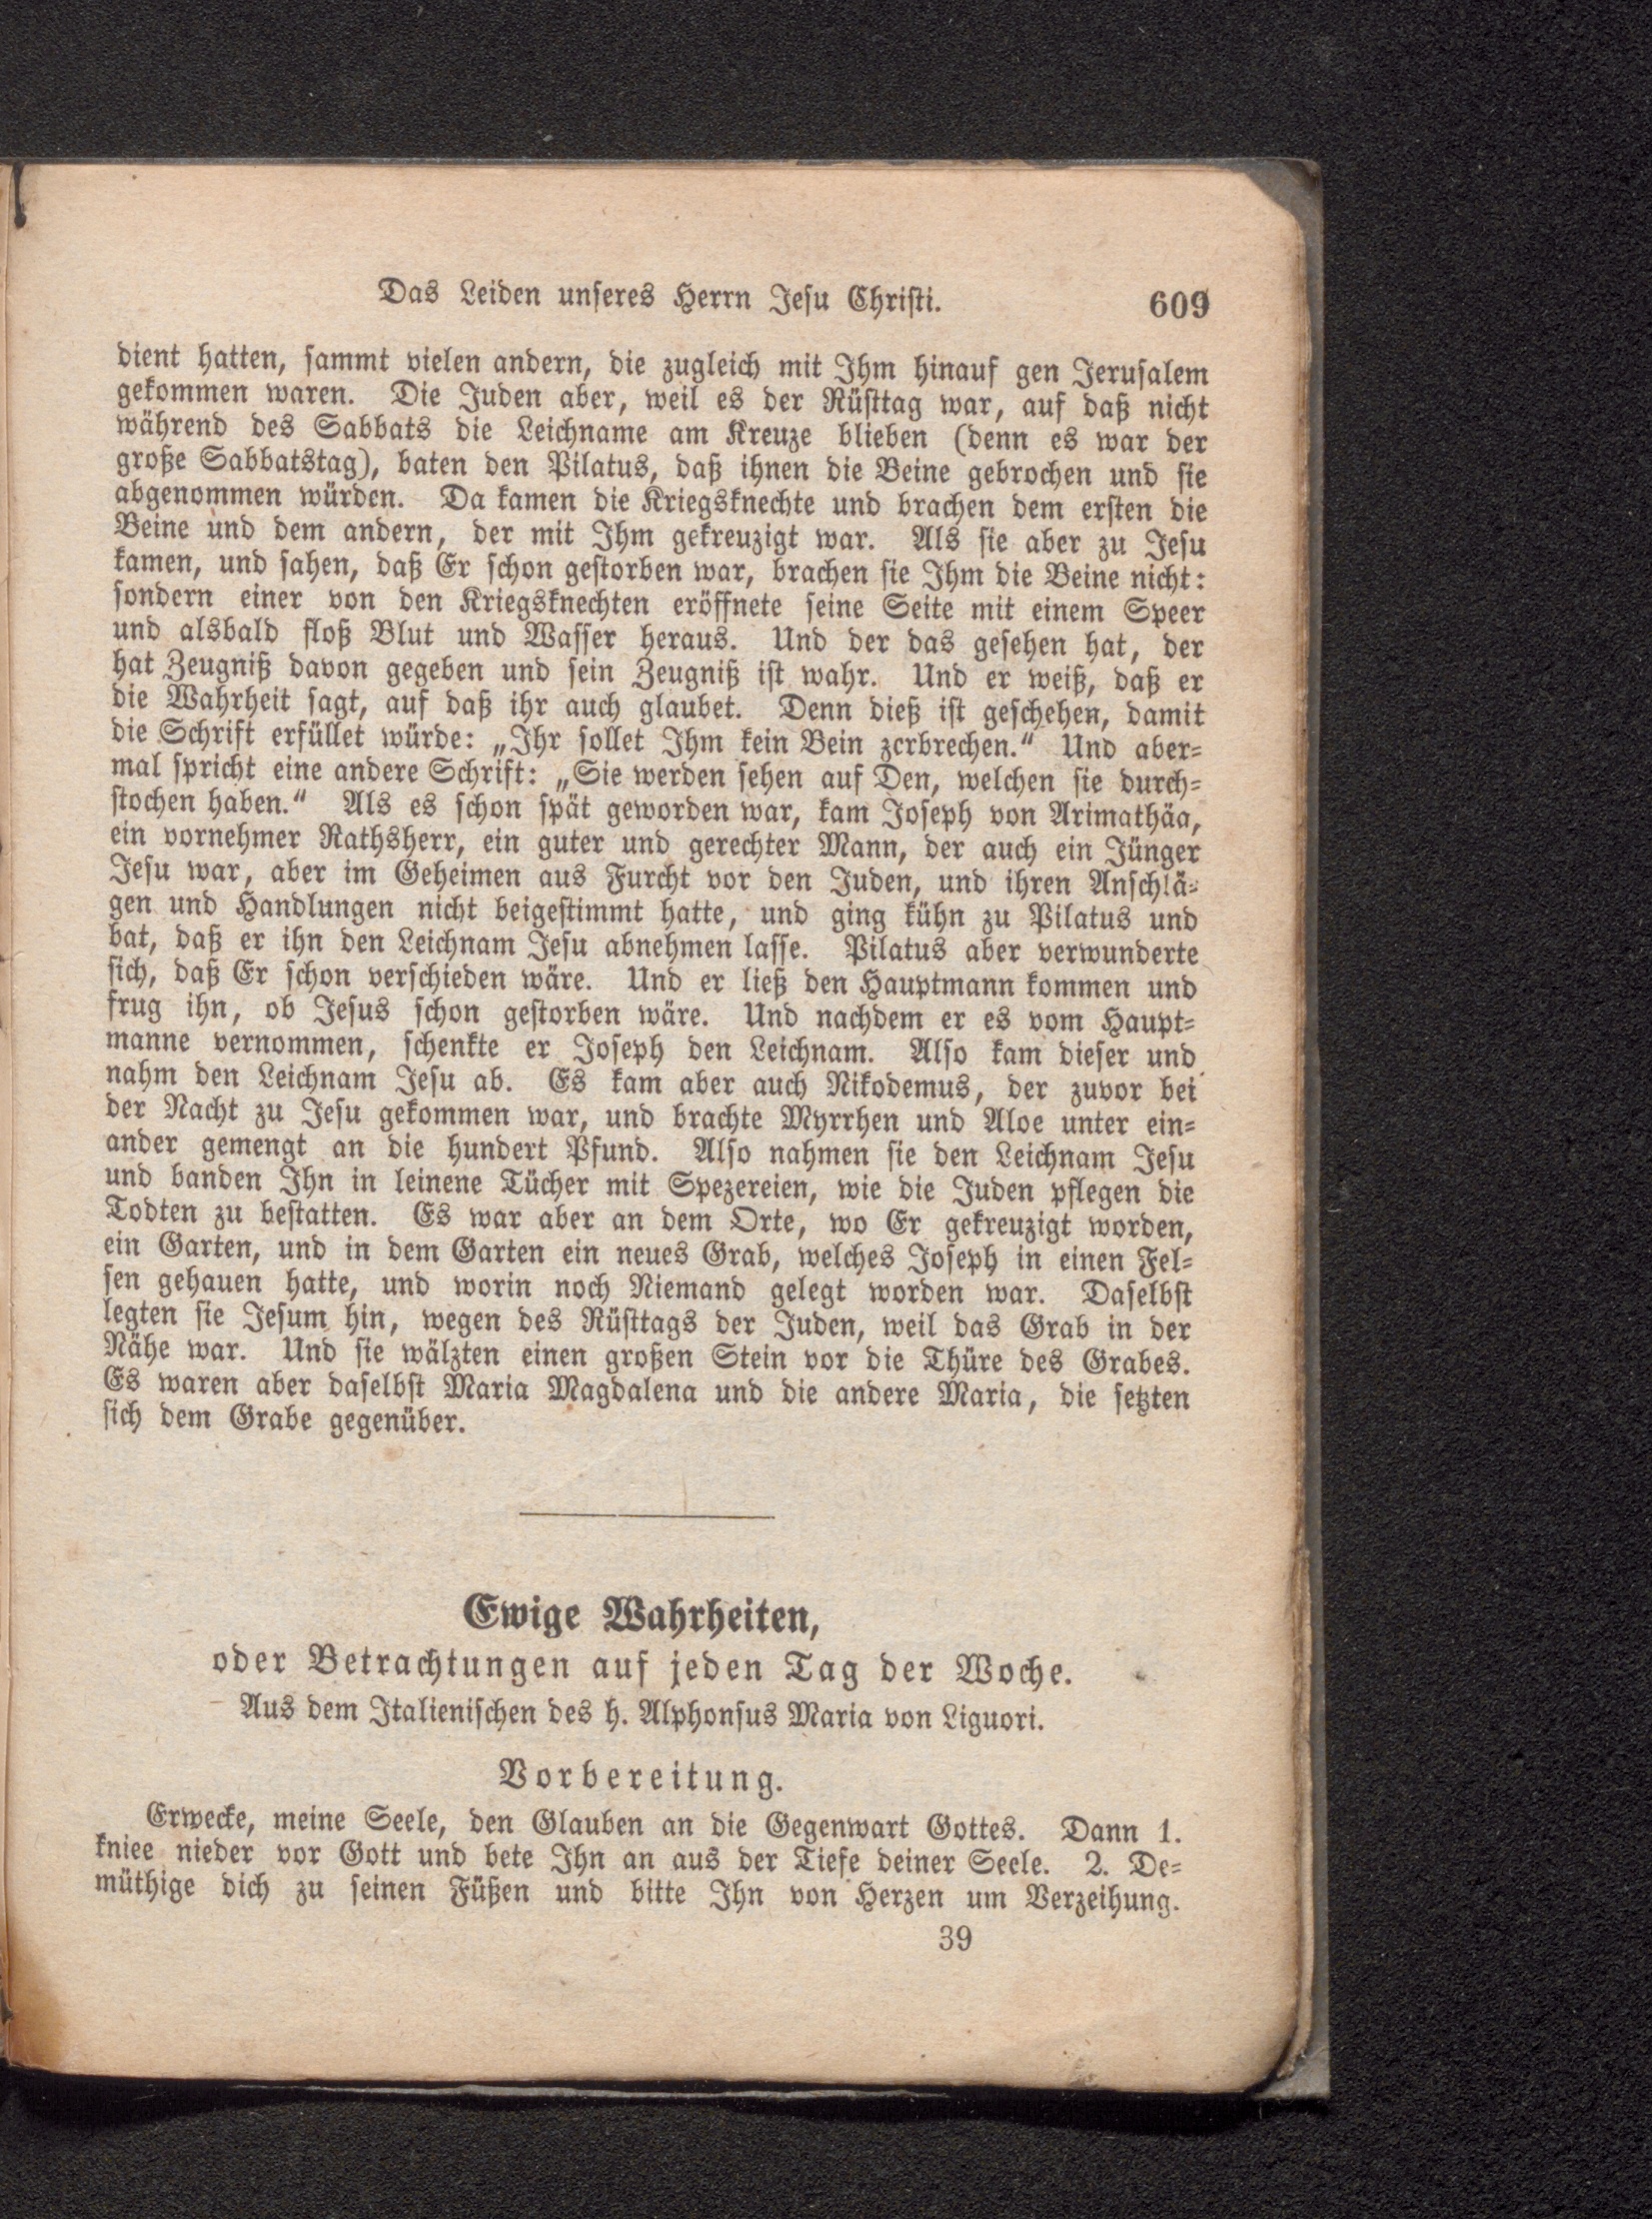 Das Leiden unseres Herrn Jesu Christi. 609
dient hatten, sammt vielen andern, die zugleich mit Ihm hinauf gen Jerusalem
gekommen waren. Die Juden aber, weil es der Rüsttag war, auf daß nicht
während des Sabbats die Leichname am Kreuze blieben (denn es war der
große Sabbatstag), baten den Pilatus, daß ihnen die Beine gebrochen und sie
abgenommen würden. Da kamen die Kriegsknechte und brachen dem ersten die
Beine und dem andern, der mit Ihm gekreuzigt war. Als sie aber zu Jesu
kamen, und sahen, daß Er schon gestorben war, brachen sie Ihm die Beine nicht:
sondern einer von den Kriegsknechten eröffnete seine Seite mit einem Speer
und alsbald floß Blut und Wasser heraus. Und der das gesehen hat, der
hat Zeugniß davon gegeben und sein Zeugniß ist wahr. Und er weiß, daß er
die Wahrheit sagt, auf daß ihr auch glaubet. Denn dieß ist geschehen, damit
die Schrift erfüllet würde: „Ihr sollet Ihm kein Bein zerbrechen.“ Und aber-
mal spricht eine andere Schrift: „Sie werden sehen auf Den, welchen sie durch-
stochen haben.“ Als es schon spät geworden war, kam Joseph von Arimathäa,
ein vornehmer Rathsherr, ein guter und gerechter Mann, der auch ein Jünger
Jesu war, aber im Geheimen aus Furcht vor den Juden, und ihren Anschlä-
gen und Handlungen nicht beigestimmt hatte, und ging kühn zu Pilatus und
bat, daß er ihn den Leichnam Jesu abnehmen lasse. Pilatus aber verwunderte
sich, daß Er schon verschieden wäre. Und er ließ den Hauptmann kommen und
frug ihn, ob Jesus schon gestorben wäre. Und nachdem er es vom Haupt-
manne vernommen, schenkte er Joseph den Leichnam. Also kam dieser und
nahm den Leichnam Jesu ab. Es kam aber auch Nikodemus, der zuvor bei
der Nacht zu Jesu gekommen war, und brachte Myrrhen und Aloe unter ein-
ander gemengt an die hundert Pfund. Also nahmen sie den Leichnam Jesu
und banden Ihn in leinene Tücher mit Spezereien, wie die Juden pflegen die
Todten zu bestatten. Es war aber an dem Orte, wo Er gekreuzigt worden,
ein Garten, und in dem Garten ein neues Grab, welches Joseph in einen Fel-
sen gehauen hatte, und worin noch Niemand gelegt worden war. Daselbst
legten sie Jesum hin, wegen des Rüsttags der Juden, weil das Grab in der
Nähe war. Und sie wälzten einen großen Stein vor die Thüre des Grabes.
Es waren aber daselbst Maria Magdalena und die andere Maria, die setzten
sich dem Grabe gegenüber.
Ewige Wahrheiten,
oder Betrachtungen auf jeden Tag der Woche.
Aus dem Italienischen des h. Alphonsus Maria von Liguori.
Vorbereitung.
Erwecke, meine Seele, den Glauben an die Gegenwart Gottes. Dann 1.
kniee nieder vor Gott und bete Ihn an aus der Tiefe deiner Seele. 2. De-
müthige dich zu seinen Füßen und bitte Ihn von Herzen um Verzeihung.
39